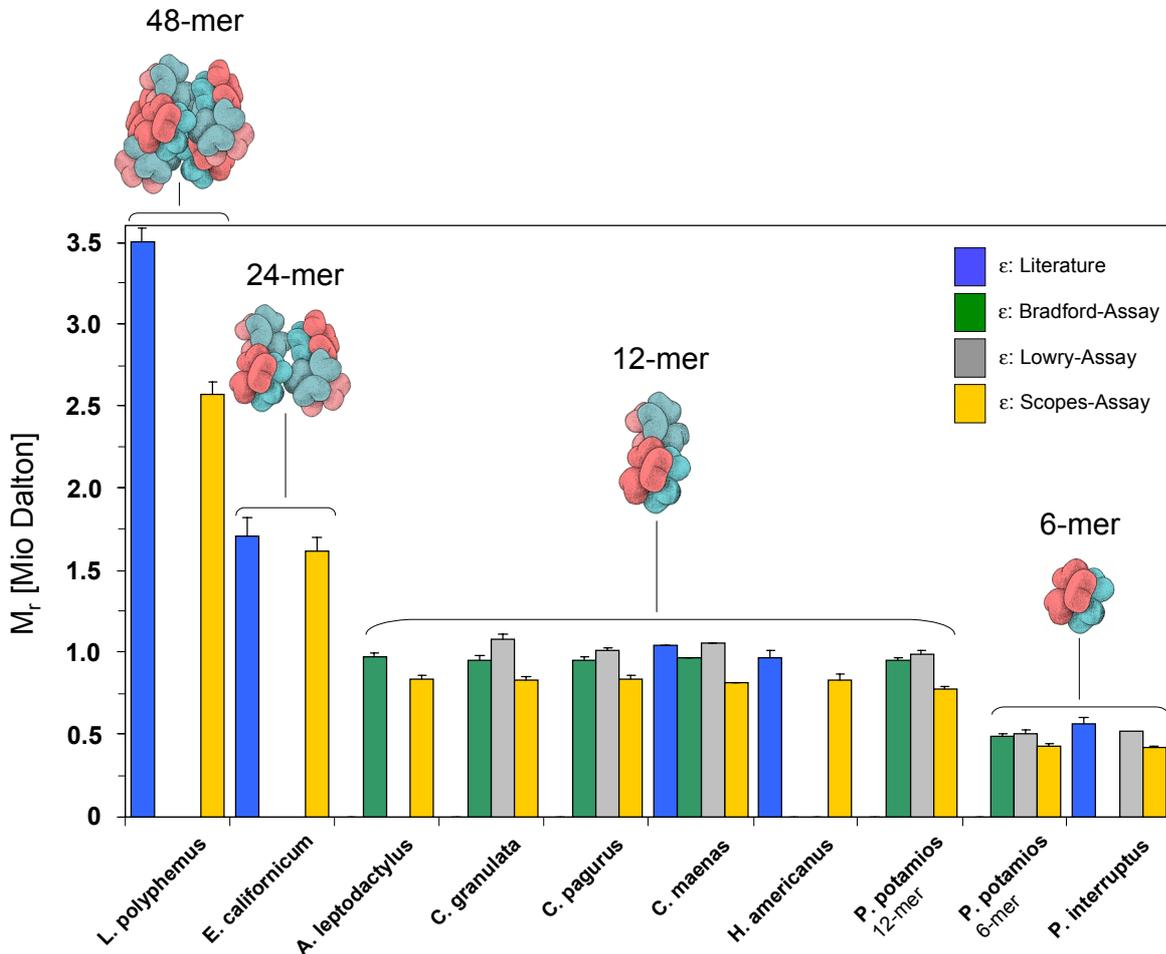 48-mer
24-mer
12-mer
6-mer
ε: Literature
ε: Bradford-Assay
ε: Lowry-Assay
ε: Scopes-Assay
Mr [Mio Dalton]
3.5
3.0
2.5
2.0
1.5
1.0
0.5
0
L. polyphemus
E. californicum
A. leptodactylus
C. granulata
C. pagurus
C. maenas
H. americanus
P. potamios
12-mer
P. potamios
6-mer
P. interruptus